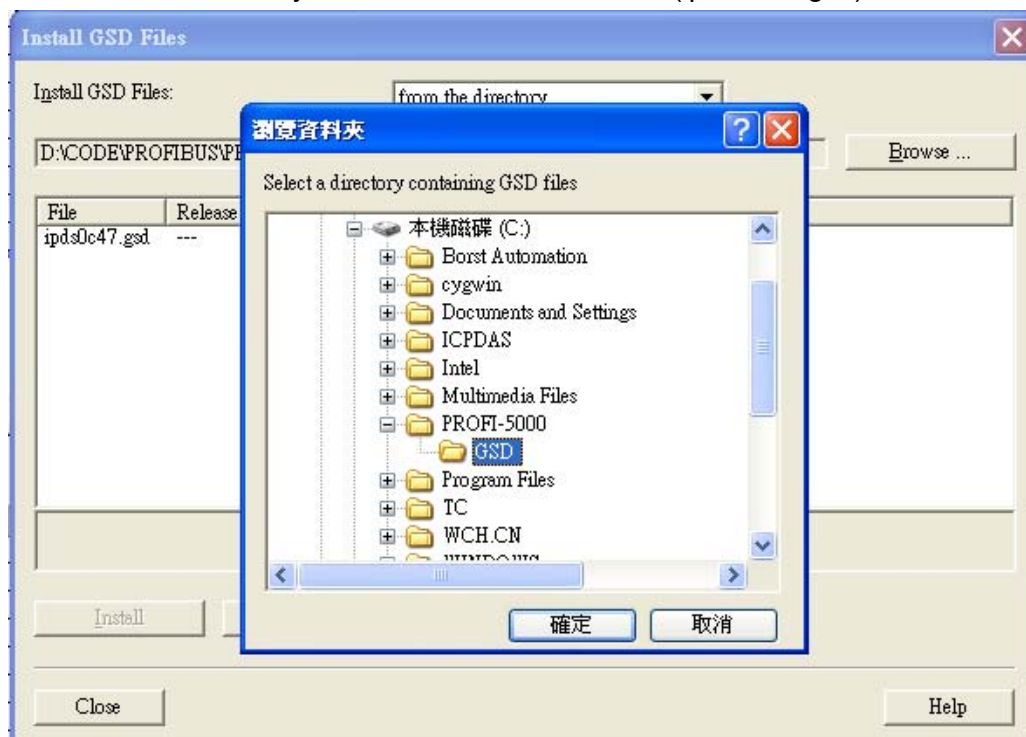 Install GSD Files
Install GSD Files:
from the directory
瀏覽資料夾
D:\CODE\PROFIBUS\
Browse ...
Select a directory containing GSD files
File
Release
ipds0c47.gsd
---
本機磁碟 (C:)
Borst Automation
cygwin
Documents and Settings
ICPDAS
Intel
Multimedia Files
PROFI-5000
GSD
Program Files
TC
WCH.CN
WINDOWS
Install
確定
取消
Close
Help